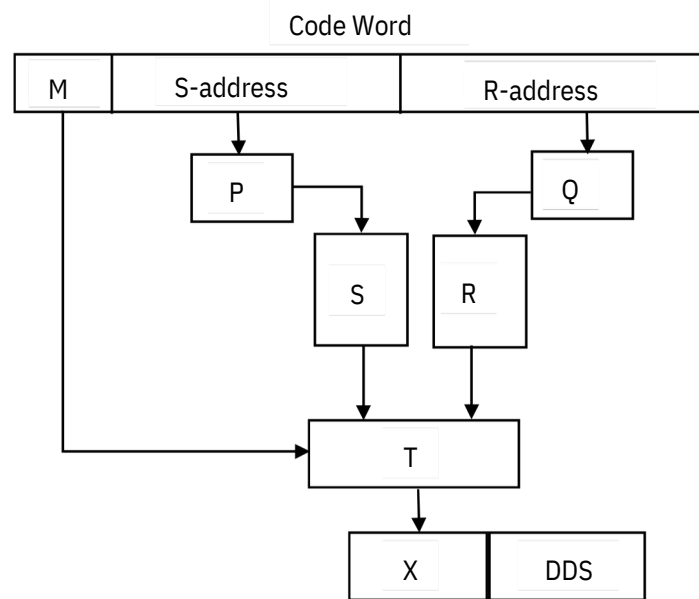 Code Word
M S-address R-address
P Q
S R
T
X DDS